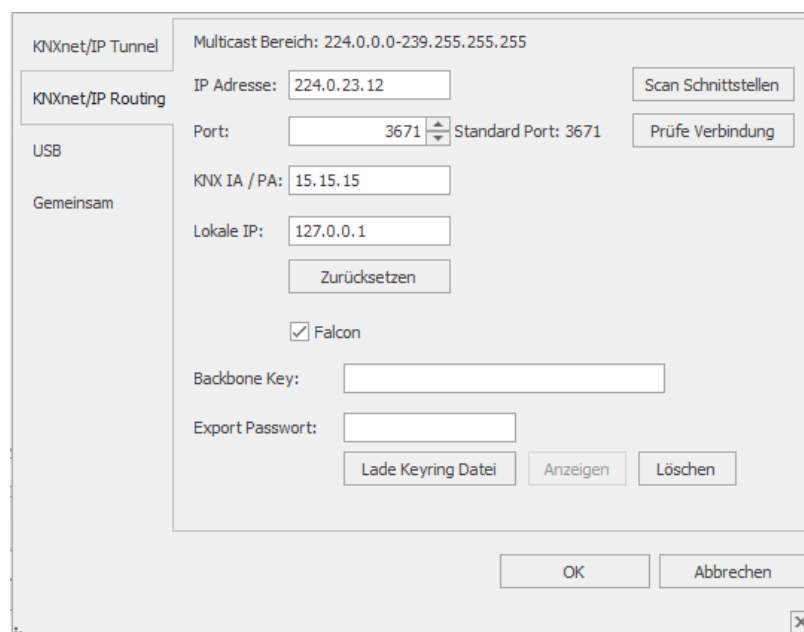 KNXnet/IP Tunnel
KNXnet/IP Routing
USB
Gemeinsam
Multicast Bereich: 224.0.0.0-239.255.255.255
IP Adresse: 224.0.23.12 Scan Schnittstellen
Port: 3671 Standard Port: 3671 Prüfe Verbindung
KNX IA / PA: 15.15.15
Lokale IP: 127.0.0.1
Zurücksetzen
Falcon
Backbone Key:
Export Passwort:
Lade Keyring Datei Anzeigen Löschen
OK Abbrechen